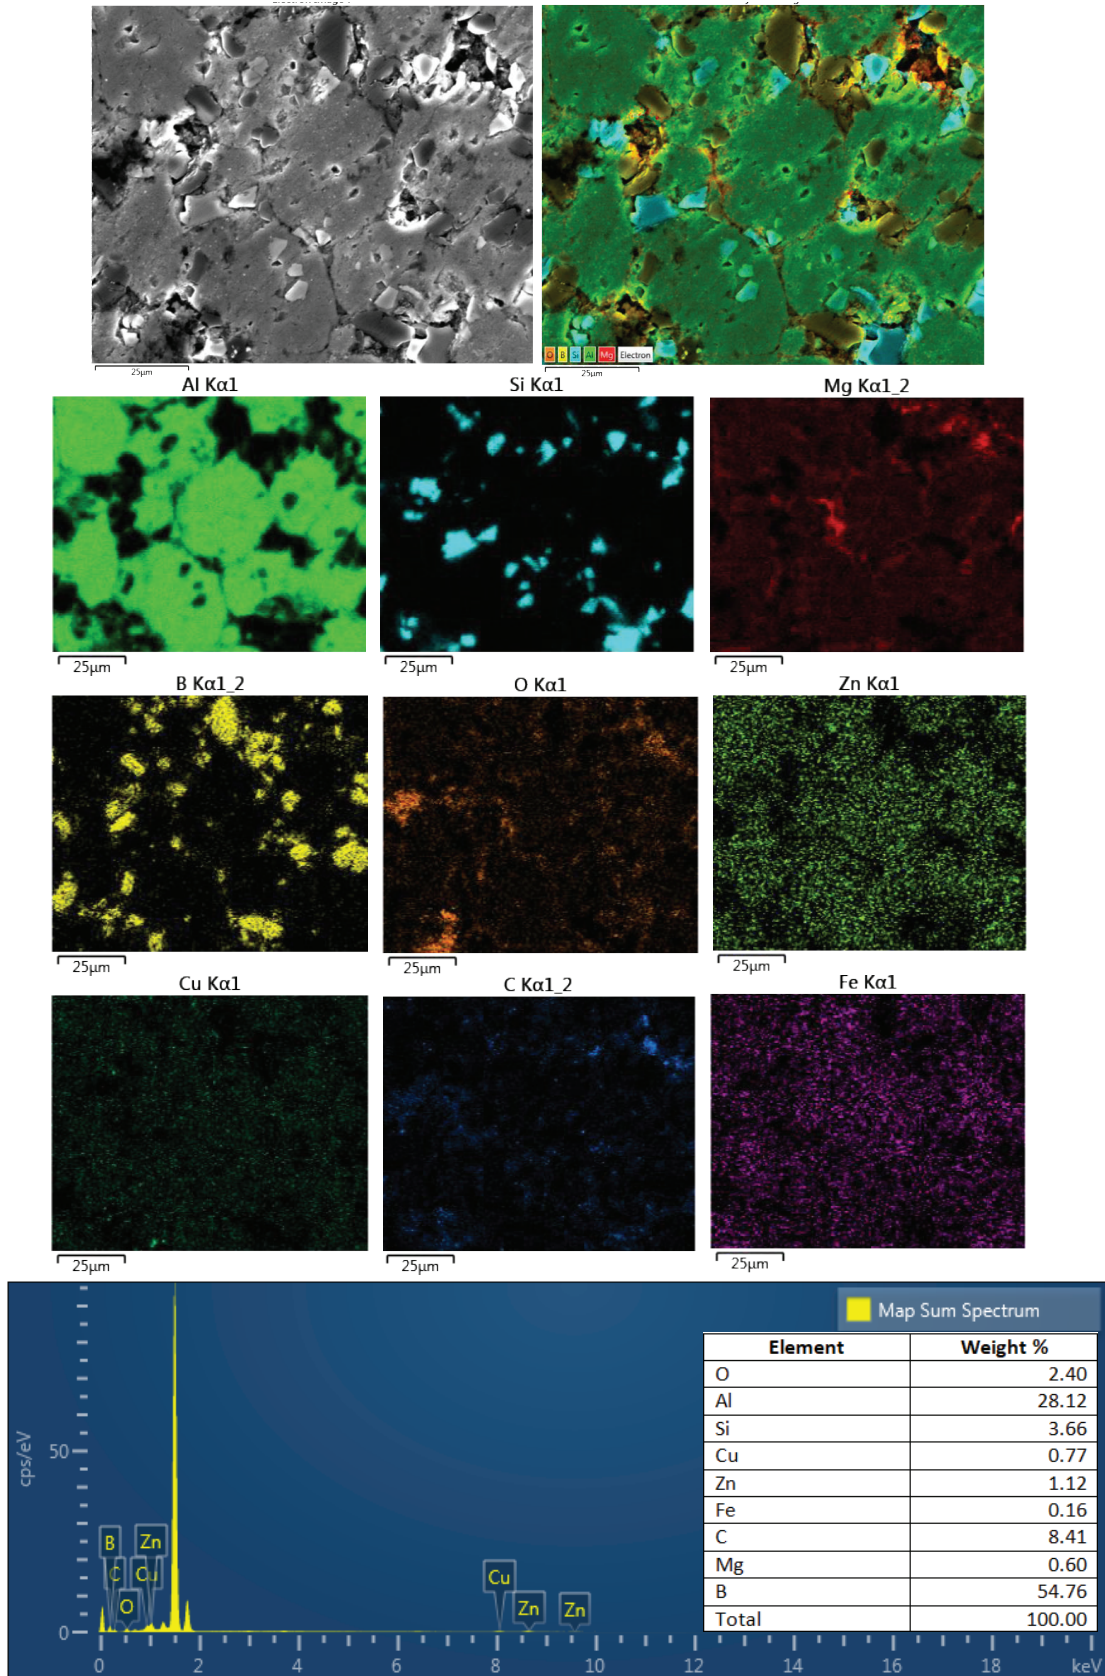 25μm
O B Si Al Mg Electron
25μm
Al Kα1
Si Kα1
Mg Kα1_2
25μm
25μm
25μm
B Kα1_2
O Kα1
Zn Kα1
25μm
25μm
25μm
Cu Kα1
C Kα1_2
Fe Kα1
25μm
25μm
25μm
Map Sum Spectrum
Element Weight %
O 2.40
Al 28.12
Si 3.66
Cu 0.77
Zn 1.12
Fe 0.16
C 8.41
Mg 0.60
B 54.76
Total 100.00
cps/eV
50
0
B Zn
C Cu
O
Cu
Zn Zn
0 2 4 6 8 10 12 14 16 18 keV